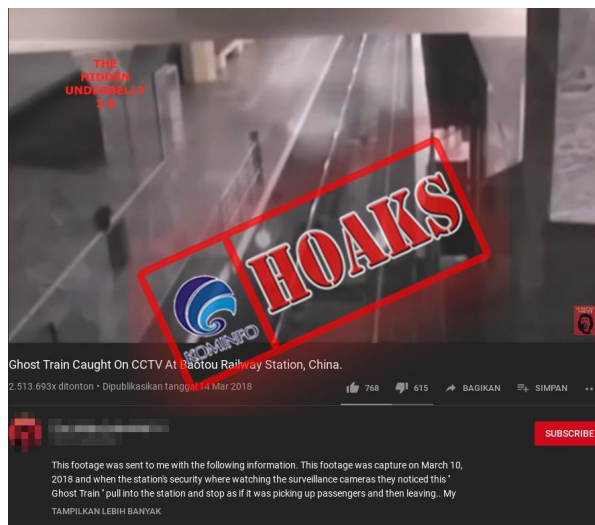 THE
HIDDEN
UNDERBELLY
2.0
HOAKS
KOMINFO
Ghost Train Caught On CCTV At Baotou Railway Station, China.
2.513.693x ditonton • Dipublikasikan tanggal 14 Mar 2018
768 615 BAGIKAN SIMPAN
SUBSCRIBE
This footage was sent to me with the following information. This footage was capture on March 10,
2018 and when the station's security where watching the surveillance cameras they noticed this "
Ghost Train " pull into the station and stop as if it was picking up passengers and then leaving.. My
TAMPILKAN LEBIH BANYAK